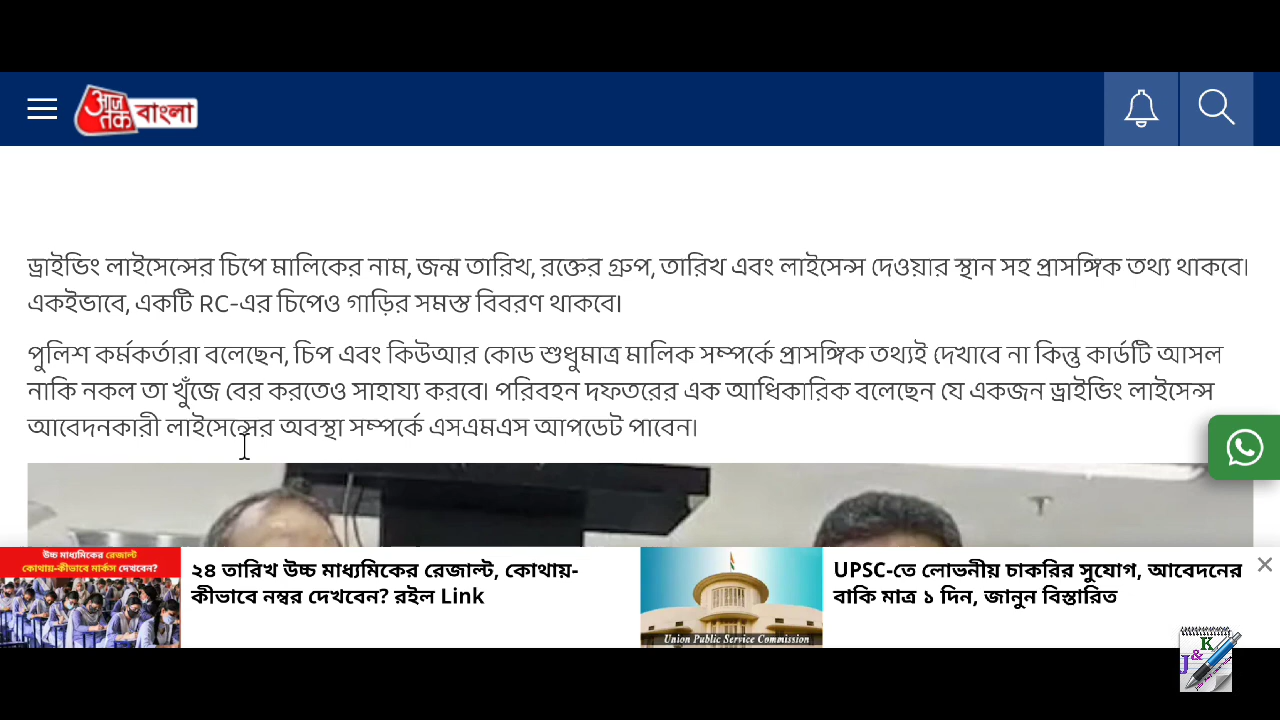 आज तक বাংলা
ড্রাইভিং লাইসেন্সের চিপে মালিকের নাম, জন্ম তারিখ, রক্তের গ্রুপ, তারিখ এবং লাইসেন্স দেওয়ার স্থান সহ প্রাসঙ্গিক তথ্য থাকবে।
একইভাবে, একটি RC-এর চিপেও গাড়ির সমস্ত বিবরণ থাকবে।
পুলিশ কর্মকর্তারা বলেছেন, চিপ এবং কিউআর কোড শুধুমাত্র মালিক সম্পর্কে প্রাসঙ্গিক তথ্যই দেখাবে না কিন্তু কার্ডটি আসল
নাকি নকল তা খুঁজে বের করতেও সাহায্য করবে। পরিবহন দফতরের এক আধিকারিক বলেছেন যে একজন ড্রাইভিং লাইসেন্স
আবেদনকারী লাইসেন্সের অবস্থা সম্পর্কে এসএমএস আপডেট পাবেন।
উচ্চ মাধ্যমিকের রেজাল্ট
কোথায়-কীভাবে মার্কস দেখবেন?
২৪ তারিখ উচ্চ মাধ্যমিকের রেজাল্ট, কোথায়-
কীভাবে নম্বর দেখবেন? রইল Link
Union Public Service Commission
UPSC-তে লোভনীয় চাকরির সুযোগ, আবেদনের
বাকি মাত্র ১ দিন, জানুন বিস্তারিত
J&K